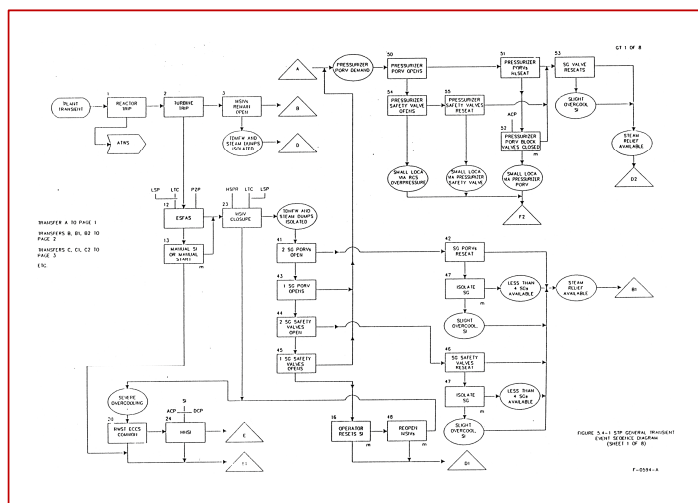 GT 1 OF 8
A
PRESSURIZER
PORV DEMAND
50
PRESSURIZER
PORV OPENS
51
PRESSURIZER
PORVs
RESEAT
53
SG VALVE
RESEATS
54
PRESSURIZER
SAFETY VALVE
OPENS
55
PRESSURIZER
SAFETY VALVES
RESEAT
SLIGHT
OVERCOOL,
SI
PLANT
TRANSIENT
1
REACTOR
TRIP
2
TURBINE
TRIP
3
MSIVs
REMAIN
OPEN
B
ATWS
TDMFW AND
STEAM DUMPS
ISOLATED
B
ACP
52
PRESSURIZER
PORV BLOCK
VALVES CLOSED
m
STEAM
RELIEF
AVAILABLE
D2
SMALL LOCA
VIA RCS
OVERPRESSURE
SMALL LOCA
VIA PRESSURIZER
SAFETY VALVE
SMALL LOCA
VIA PRESSURIZER
PORV
F2
LSP
LTC
PZP
12
ESFAS
MSPR
LTC
LSP
23
MSIV
CLOSURE
TDMFW AND
STEAM DUMPS
ISOLATED
TRANSFER A TO PAGE 1
TRANSFERS B, B1, B2 TO
PAGE 2
TRANSFERS C, C1, C2 TO
PAGE 3
ETC
13
MANUAL SI
OR MANUAL
START
m
41
2 SG PORVs
OPEN
42
SG PORVs
RESEAT
43
1 SG PORV
OPENS
47
ISOLATE
SG
m
LESS THAN
4 SGs
AVAILABLE
STEAM
RELIEF
AVAILABLE
B1
44
2 SG SAFETY
VALVES
OPEN
SLIGHT
OVERCOOL,
SI
45
1 SG SAFETY
VALVES
OPENS
46
SG SAFETY
VALVES
RESEAT
47
ISOLATE
SG
m
LESS THAN
4 SGs
AVAILABLE
SLIGHT
OVERCOOL,
SI
SEVERE
OVERCOOLING
SI
ACP
DCP
RWST ECCS
COMMON
24
HHSI
E
E1
16
OPERATOR
RESETS SI
m
48
REOPEN
MSIVs
m
D1
FIGURE 5.4-1 STP GENERAL TRANSIENT
EVENT SEQUENCE DIAGRAM
(SHEET 1 OF 8)
F-0594-A